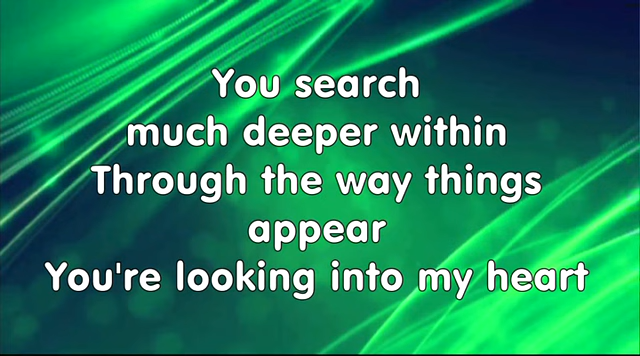 You search
much deeper within
Through the way things
appear
You're looking into my heart